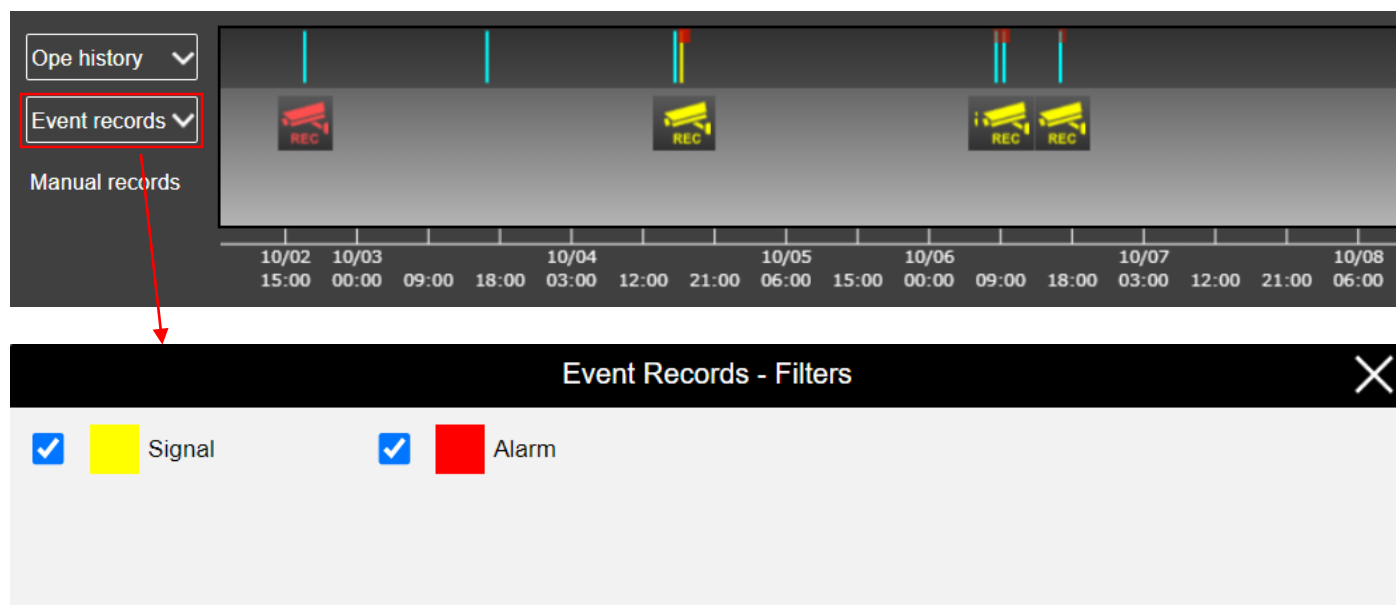 Ope history
Event records
REC REC REC REC
Manual records
10/02 10/03 10/04 10/05 10/06 10/07 10/08
15:00 00:00 09:00 18:00 03:00 12:00 21:00 06:00 15:00 00:00 09:00 18:00 03:00 12:00 21:00 06:00
Event Records - Filters
Signal Alarm